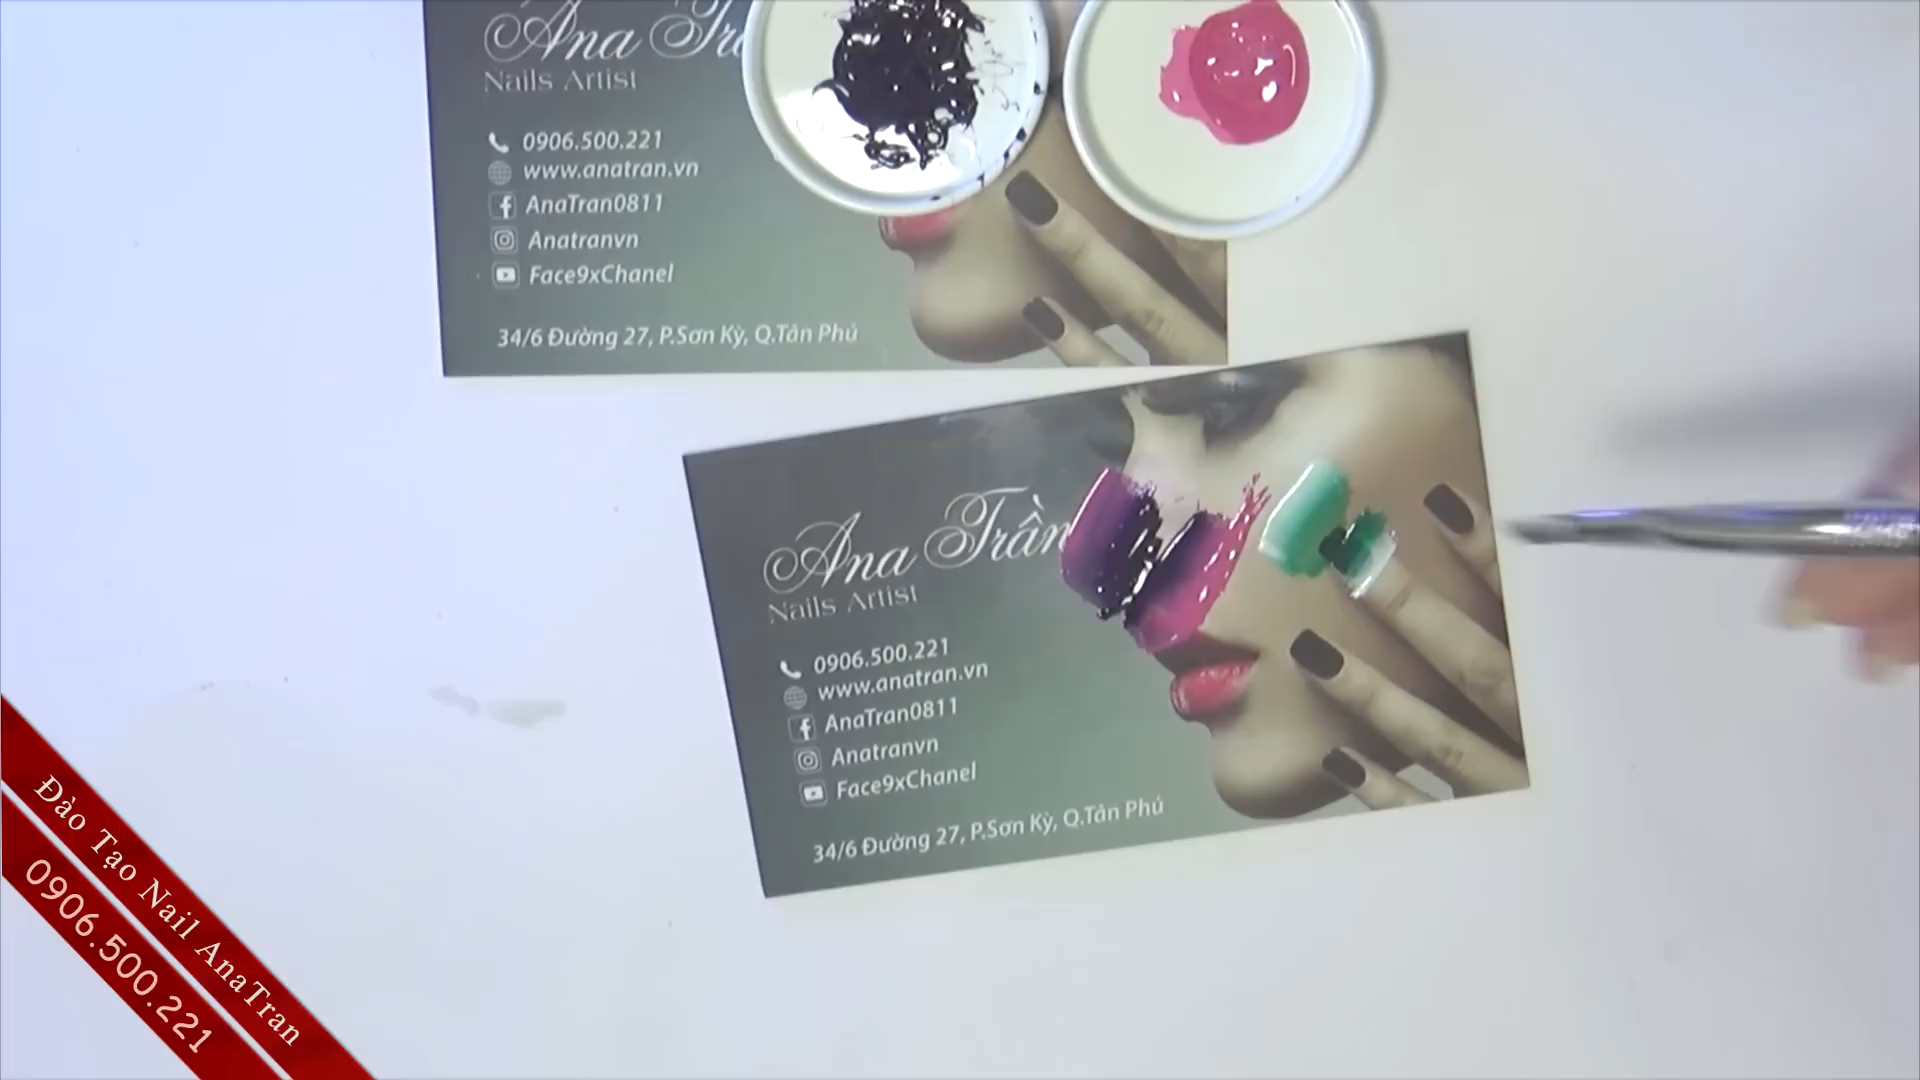 Ana
Nails Artist
0906.500.221
www.anatran.vn
AnaTran0811
Anatranvn
Face9xChanel
34/6 Đường 27, P.Sơn Kỳ, Q.Tân Phú
Ana Trần
Nails Artist
0906.500.221
www.anatran.vn
AnaTran0811
Anatranvn
Face9xChanel
34/6 Đường 27, P.Sơn Kỳ, Q.Tân Phú
Đào Tạo Nail AnaTran
0906.500.221